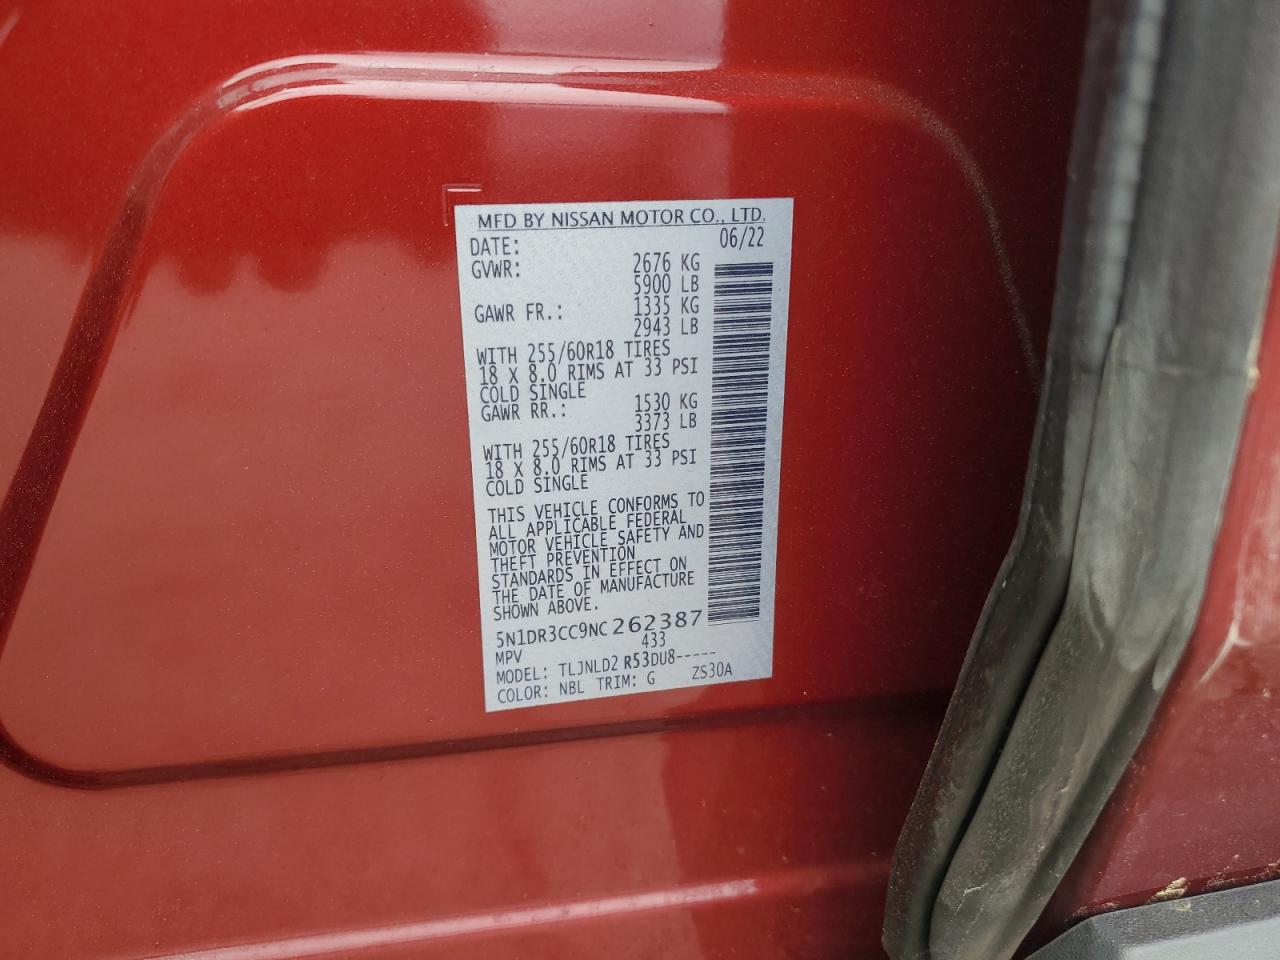 MFD BY NISSAN MOTOR CO., LTD.
DATE: 06/22
GVWR: 2676 KG
5900 LB
GAWR FR.: 1335 KG
2943 LB
WITH 255/60R18 TIRES
18 X 8.0 RIMS AT 33 PSI
COLD SINGLE
GAWR RR.: 1530 KG
3373 LB
WITH 255/60R18 TIRES
18 X 8.0 RIMS AT 33 PSI
COLD SINGLE
THIS VEHICLE CONFORMS TO
ALL APPLICABLE FEDERAL
MOTOR VEHICLE SAFETY AND
THEFT PREVENTION
STANDARDS IN EFFECT ON
THE DATE OF MANUFACTURE
SHOWN ABOVE.
5N1DR3CC9NC262387
MPV 433
MODEL: TLJNLD2 R53DU8-----
COLOR: NBL TRIM: G ZS30A